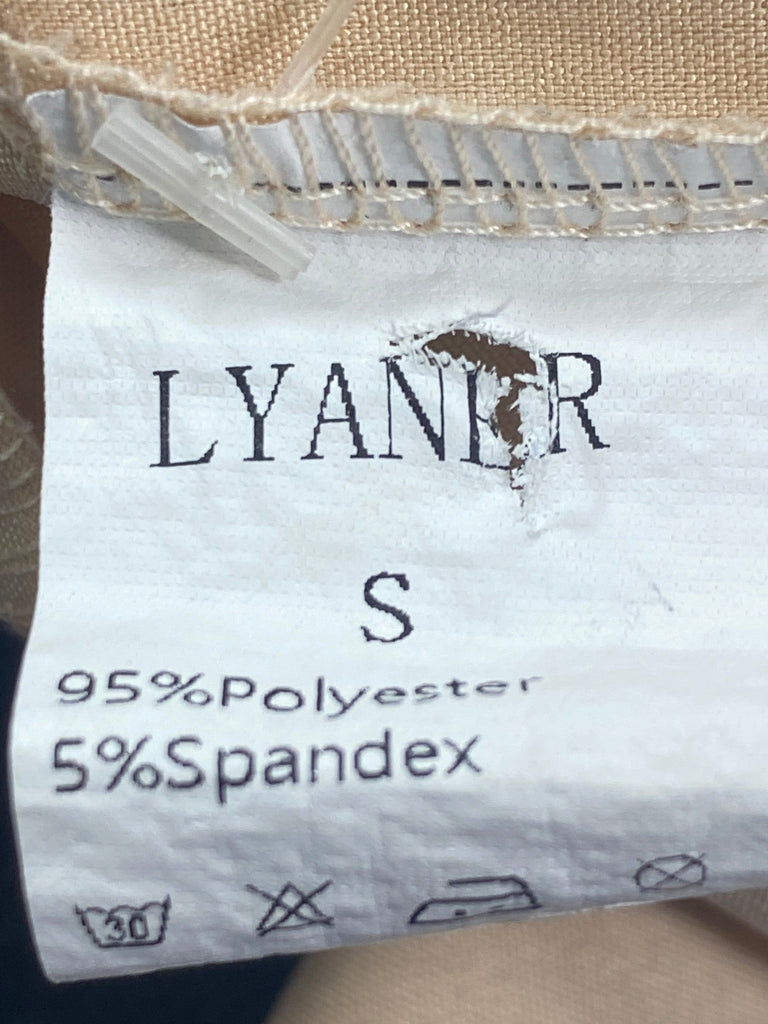 LYANER
S
95%Polyester
5%Spandex
30